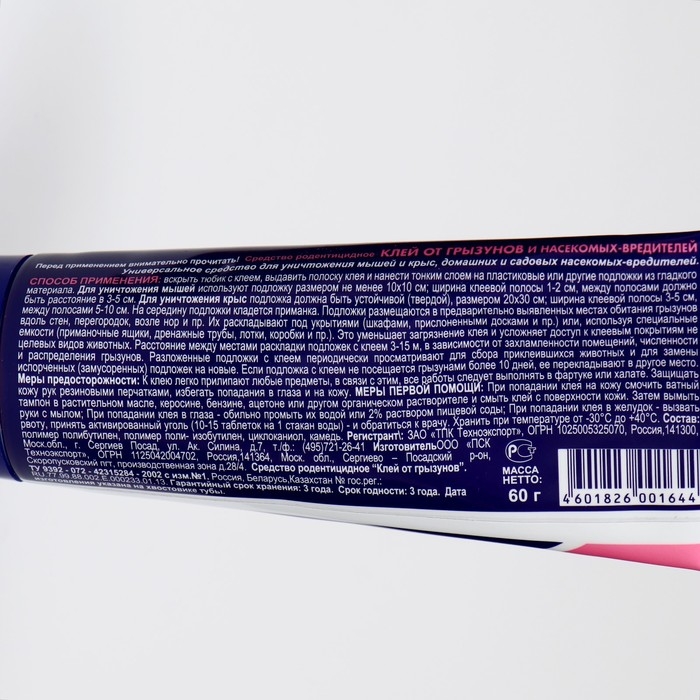 Перед применением внимательно прочитать! Средство родентицидное КЛЕЙ ОТ ГРЫЗУНОВ И НАСЕКОМЫХ-ВРЕДИТЕЛЕЙ
Универсальное средство для уничтожения мышей и крыс, домашних и садовых насекомых-вредителей.
СПОСОБ ПРИМЕНЕНИЯ: вскрыть тюбик с клеем, выдавить полоску клея и нанести тонким слоем на пластиковые или другие подложки из гладкого
материала. Для уничтожения мышей используют подложку размером не менее 10х10 см; ширина клеевой полосы 1-2 см, между полосами должно
быть расстояние в 3-5 см. Для уничтожения крыс подложка должна быть устойчивой (твердой), размером 20х30 см; ширина клеевой полосы 3-5 см,
между полосами 5-10 см. На середину подложки кладется приманка. Подложки размещаются в предварительно выявленных местах обитания грызунов
вдоль стен, перегородок, возле нор и пр. Их раскладывают под укрытиями (шкафами, прислоненными досками и пр.) или, используя специальные
емкости (приманочные ящики, дренажные трубы, лотки, коробки и пр.). Это уменьшает загрязнение клея и усложняет доступ к клеевым покрытиям не
целевых видов животных. Расстояние между местами раскладки подложек с клеем 3-15 м, в зависимости от захламленности помещений, численности
и распределения грызунов. Разложенные подложки с клеем периодически просматривают для сбора приклеившихся животных и для замены
испорченных (замусоренных) подложек на новые. Если подложка с клеем не посещается грызунами более 10 дней, ее перекладывают в другое место.
Меры предосторожности: К клею легко прилипают любые предметы, в связи с этим, все работы следует выполнять в фартуке или халате. Защищать
кожу рук резиновыми перчатками, избегать попадания в глаза и на кожу. МЕРЫ ПЕРВОЙ ПОМОЩИ: При попадании клея на кожу смочить ватный
тампон в растительном масле, керосине, бензине, ацетоне или другом органическом растворителе и смыть клей с поверхности кожи. Затем вымыть
руки с мылом; При попадании клея в глаза - обильно промыть их водой или 2% раствором пищевой соды; При попадании клея в желудок - вызвать
рвоту, принять активированный уголь (10-15 таблеток на 1 стакан воды) - и обратиться к врачу. Хранить при температуре от -30°С до +40°С. Состав:
полимер полибутилен, полимер поли- изобутилен, циклоканиол, камедь. Регистрант\: ЗАО "ТПК Техноэкспорт", ОГРН 1025005325070, Россия,141300,
Моск.обл., г. Сергиев Посад, ул. Ак. Силина, д.7, т./ф.: (495)721-26-41 ИзготовительООО "ПСК
Техноэкспорт", ОГРН 1125042004702, Россия,141364, Моск. обл., Сергиево – Посадский р-он,
Скоропусковский пгт, производственная зона д.28/4. Средство родентицидное "Клей от грызунов".
ТУ 9392 - 072 - 42315284 - 2002 с изм.№1. Россия, Беларусь,Казахстан № гос.рег.:
RU.77.99.88.002.Е.000233.01.13. Гарантийный срок хранения: 3 года. Срок годности: 3 года. Дата
изготовления указана на хвостовике тубы.
РСТ
МАССА
НЕТТО:
60 г
4 601826 001644